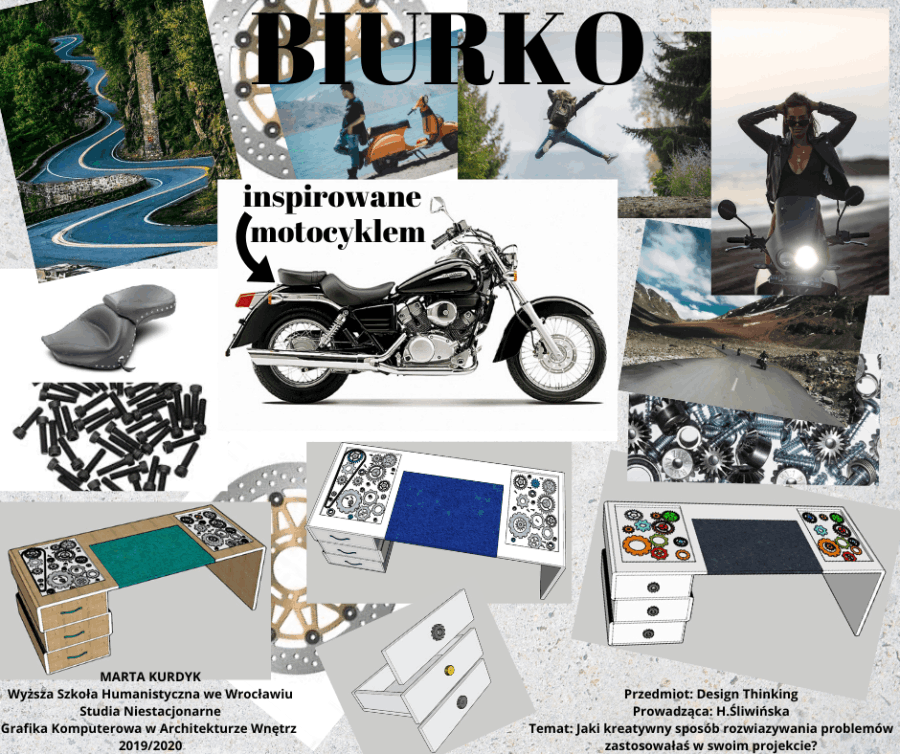 BIURKO
inspirowane
motocyklem
MARTA KURDYK
Wyższa Szkoła Humanistyczna we Wrocławiu
Studia Niestacjonarne
Grafika Komputerowa w Architekturze Wnętrz
2019/2020
Przedmiot: Design Thinking
Prowadząca: H.Śliwińska
Temat: Jaki kreatywny sposób rozwiazywania problemów
zastosowałaś w swoim projekcie?